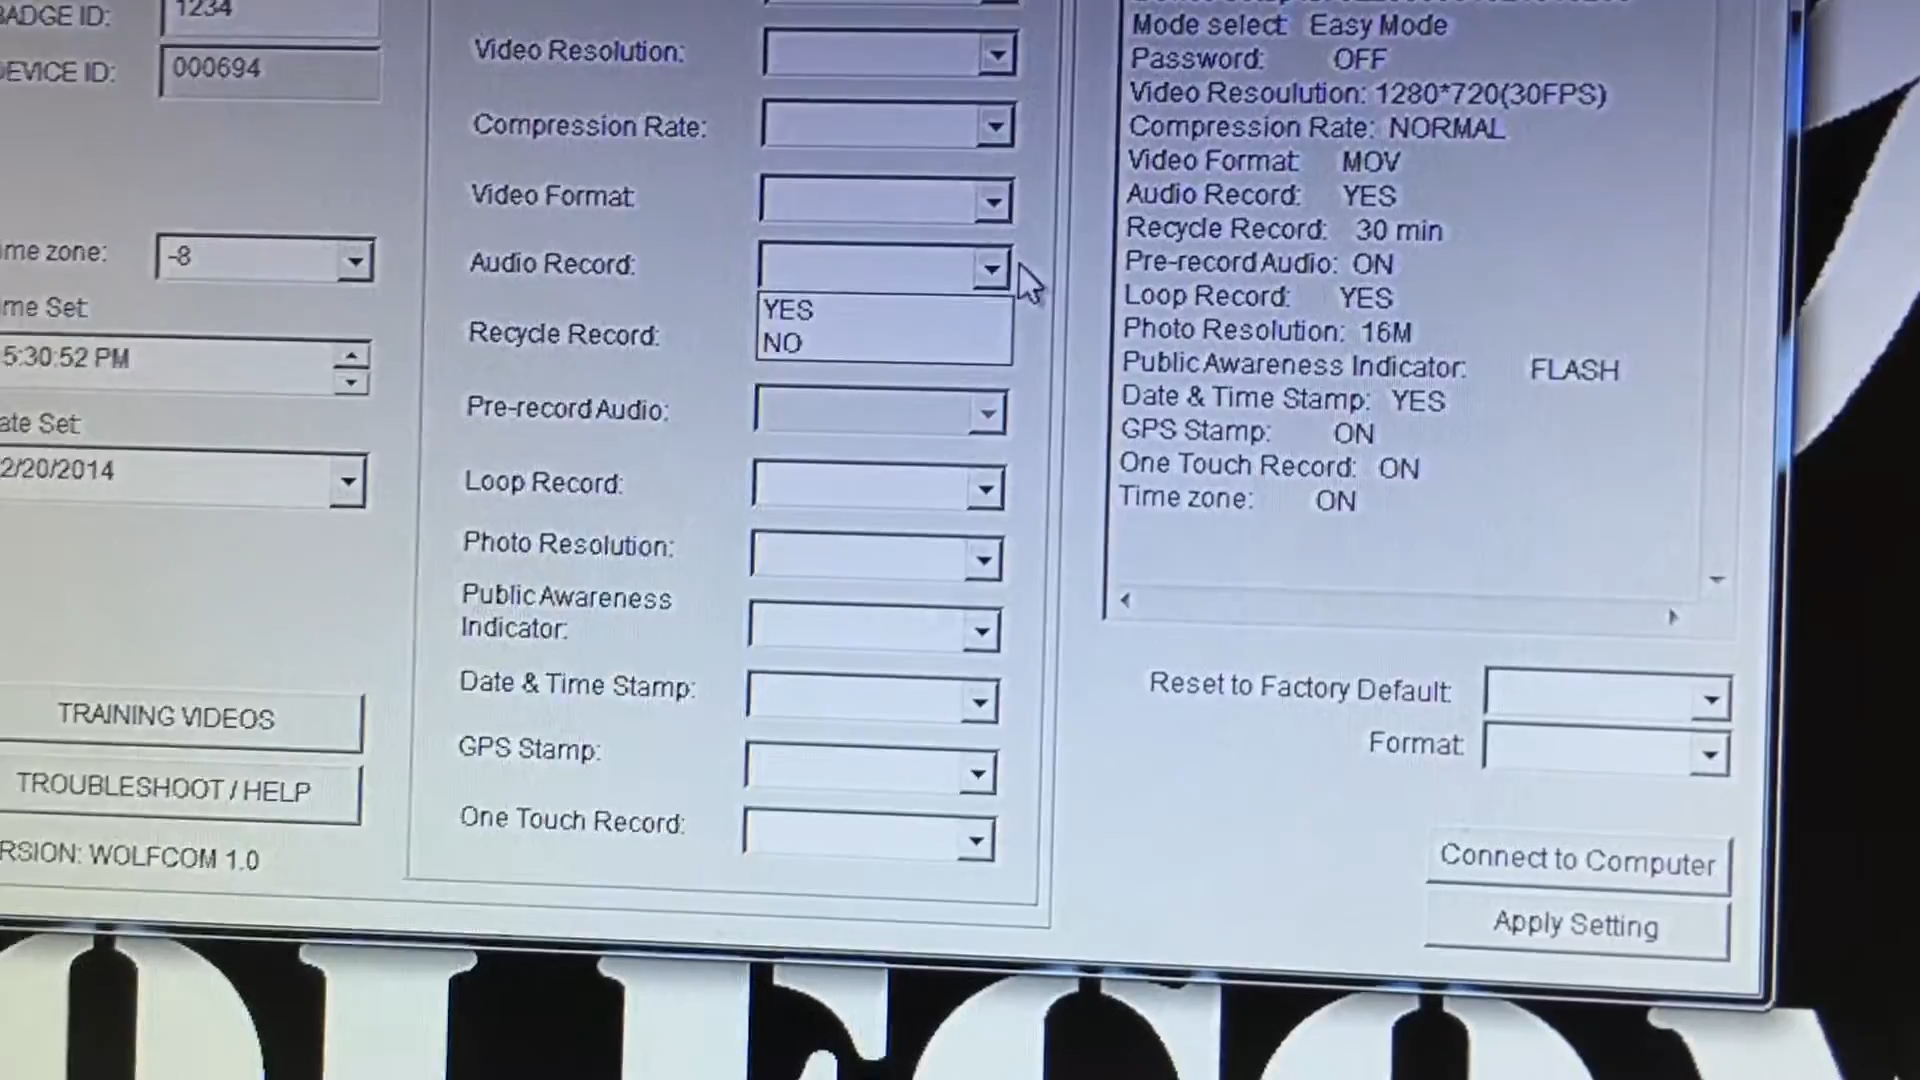 BADGE ID: 1234
DEVICE ID: 000694
me zone: -8
me Set:
5:30:52 PM
ate Set:
2/20/2014
TRAINING VIDEOS
TROUBLESHOOT / HELP
RSION: WOLFCOM 1.0
Video Resolution:
Compression Rate:
Video Format:
Audio Record:
YES
NO
Recycle Record:
Pre-record Audio:
Loop Record:
Photo Resolution:
Public Awareness
Indicator:
Date & Time Stamp:
GPS Stamp:
One Touch Record:
Mode select: Easy Mode
Password: OFF
Video Resoulution: 1280*720(30FPS)
Compression Rate: NORMAL
Video Format: MOV
Audio Record: YES
Recycle Record: 30 min
Pre-record Audio: ON
Loop Record: YES
Photo Resolution: 16M
Public Awareness Indicator: FLASH
Date & Time Stamp: YES
GPS Stamp: ON
One Touch Record: ON
Time zone: ON
Reset to Factory Default:
Format:
Connect to Computer
Apply Setting